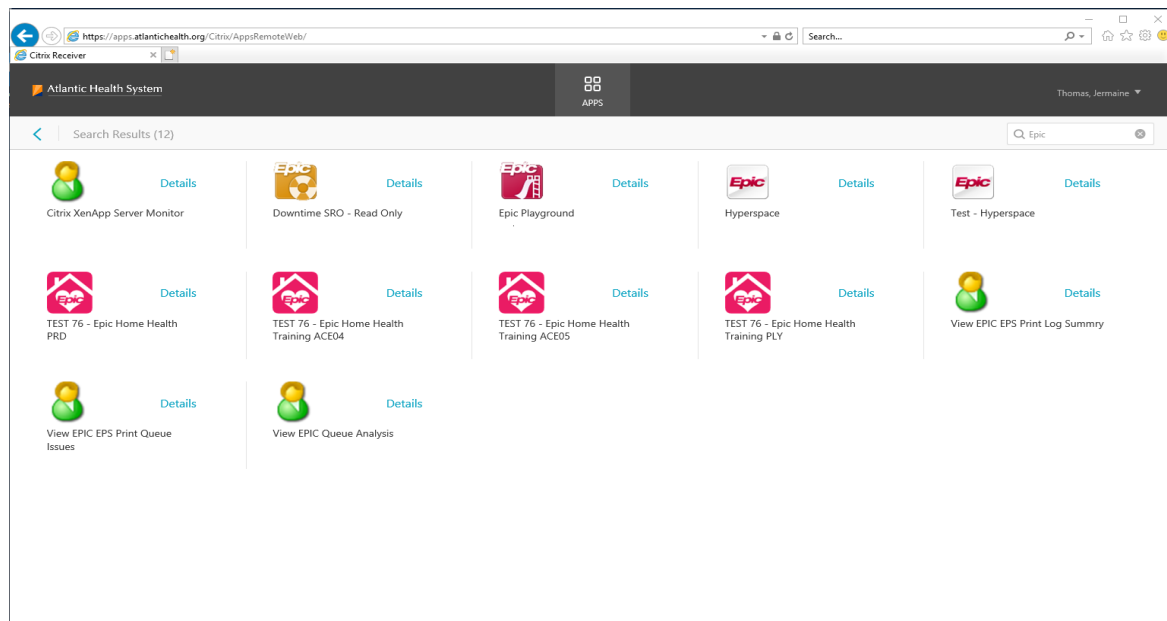 https://apps.atlantichealth.org/Citrix/AppsRemoteWeb/
Search...
Citrix Receiver
Atlantic Health System
APPS
Thomas, Jermaine
Search Results (12)
Epic
Details
Citrix XenApp Server Monitor
Epic
Details
Downtime SRO - Read Only
Epic
Details
Epic Playground
Epic
Details
Hyperspace
Epic
Details
Test - Hyperspace
Epic
Details
TEST 76 - Epic Home Health
PRD
Epic
Details
TEST 76 - Epic Home Health
Training ACE04
Epic
Details
TEST 76 - Epic Home Health
Training ACE05
Epic
Details
TEST 76 - Epic Home Health
Training PLY
Details
View EPIC EPS Print Log Summry
Details
View EPIC EPS Print Queue
Issues
Details
View EPIC Queue Analysis